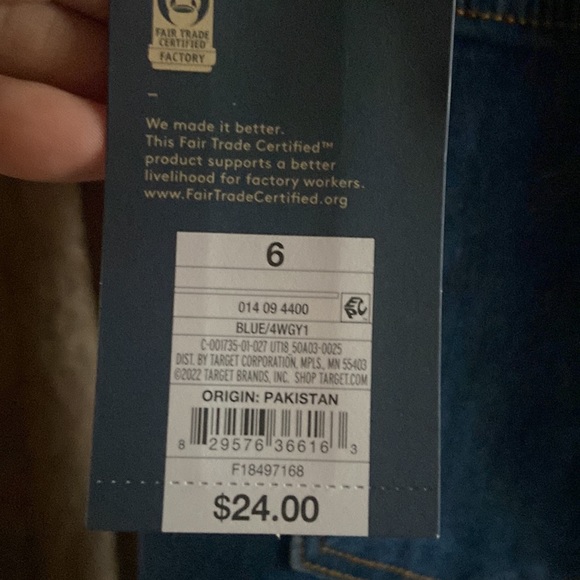 FAIR TRADE
CERTIFIED
FACTORY
We made it better.
This Fair Trade Certified™
product supports a better
livelihood for factory workers.
www.FairTradeCertified.org
6
014 09 4400
EPC
BLUE/4WGY1
C-001735-01-027 UT18 50A03-0025
DIST. BY TARGET CORPORATION, MPLS., MN 55403
©2022 TARGET BRANDS, INC. SHOP TARGET.COM
ORIGIN: PAKISTAN
8 29576 36616 3
F18497168
$24.00